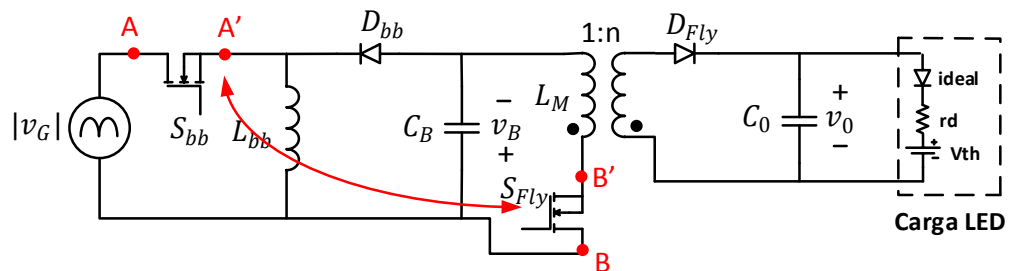 A
A’
D_bb
1:n
D_Fly
|v_G|
S_bb
L_bb
C_B
−
v_B
+
L_M
C_0
+
v_0
−
ideal
rd
Vth
+
-
S_Fly
B’
B
Carga LED